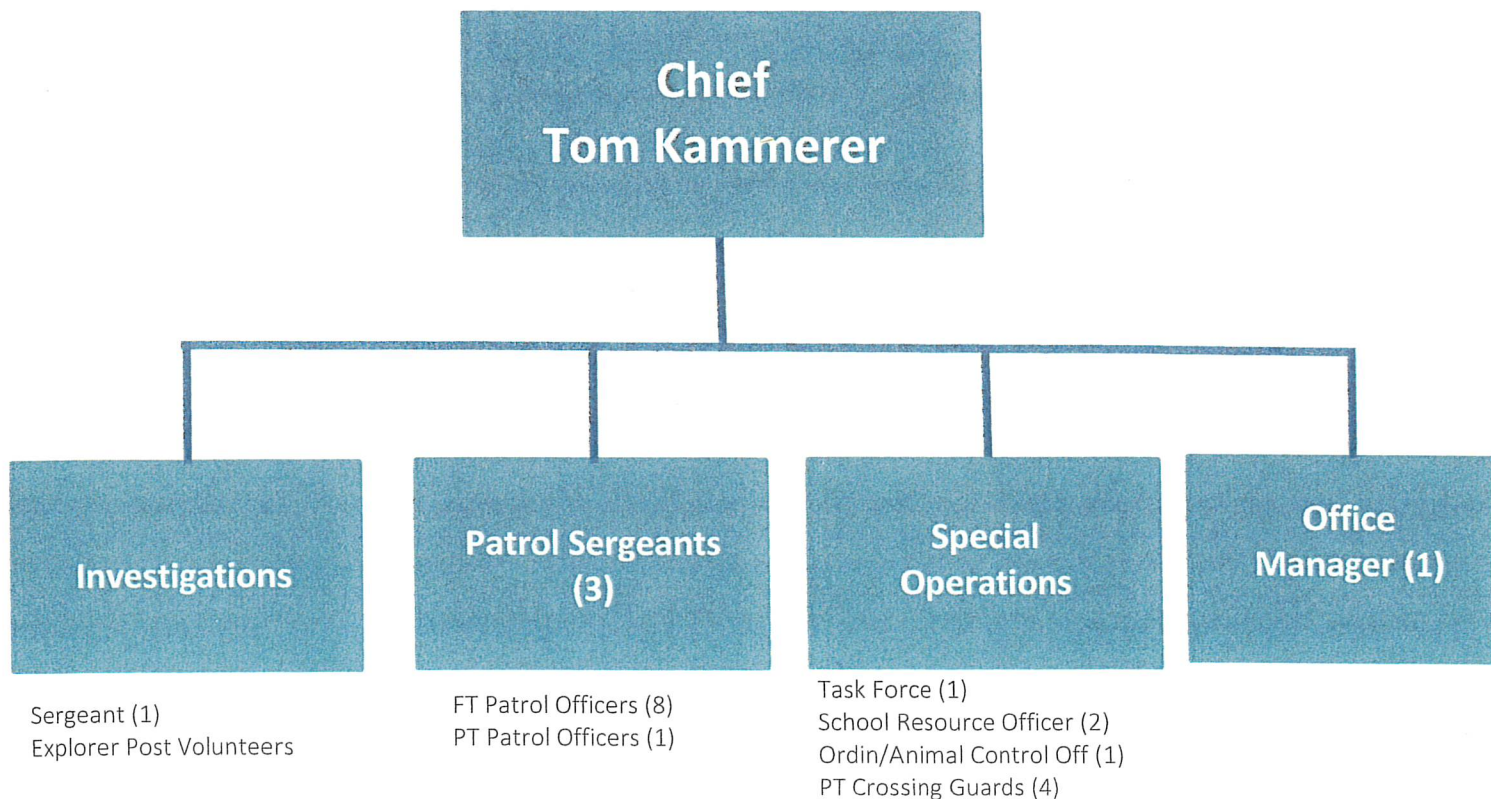 Chief
Tom Kammerer
Investigations
Patrol Sergeants
(3)
Special
Operations
Office
Manager (1)
Sergeant (1)
Explorer Post Volunteers
FT Patrol Officers (8)
PT Patrol Officers (1)
Task Force (1)
School Resource Officer (2)
Ordin/Animal Control Off (1)
PT Crossing Guards (4)